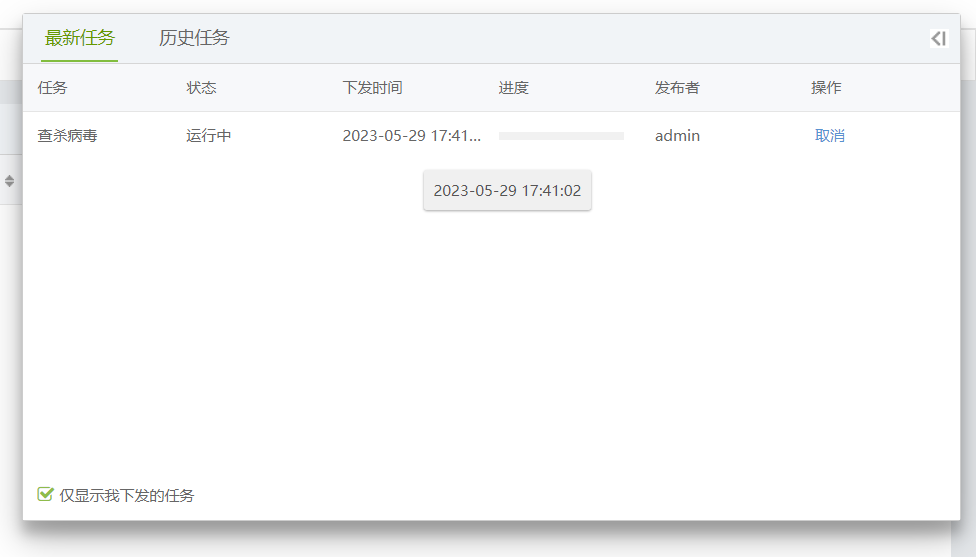 最新任务 历史任务
任务 状态 下发时间 进度 发布者 操作
查杀病毒 运行中 2023-05-29 17:41... admin 取消
2023-05-29 17:41:02
仅显示我下发的任务